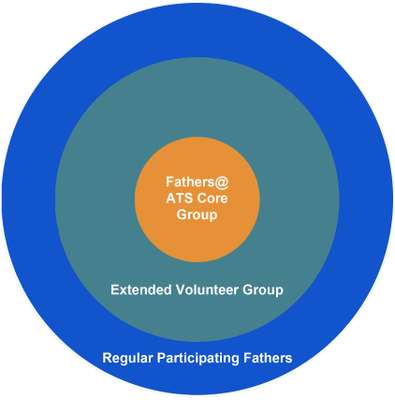 Fathers@
ATS Core
Group
Extended Volunteer Group
Regular Participating Fathers